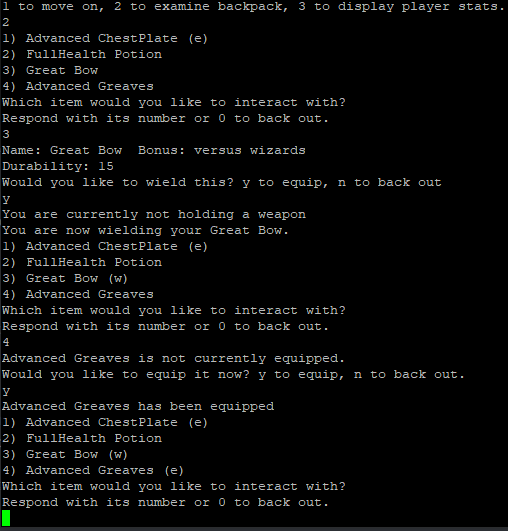 1 to move on, 2 to examine backpack, 3 to display player stats.
2
1) Advanced ChestPlate (e)
2) FullHealth Potion
3) Great Bow
4) Advanced Greaves
Which item would you like to interact with?
Respond with its number or 0 to back out.
3
Name: Great Bow  Bonus: versus wizards
Durability: 15
Would you like to wield this? y to equip, n to back out
y
You are currently not holding a weapon
You are now wielding your Great Bow.
1) Advanced ChestPlate (e)
2) FullHealth Potion
3) Great Bow (w)
4) Advanced Greaves
Which item would you like to interact with?
Respond with its number or 0 to back out.
4
Advanced Greaves is not currently equipped.
Would you like to equip it now? y to equip, n to back out.
y
Advanced Greaves has been equipped
1) Advanced ChestPlate (e)
2) FullHealth Potion
3) Great Bow (w)
4) Advanced Greaves (e)
Which item would you like to interact with?
Respond with its number or 0 to back out.